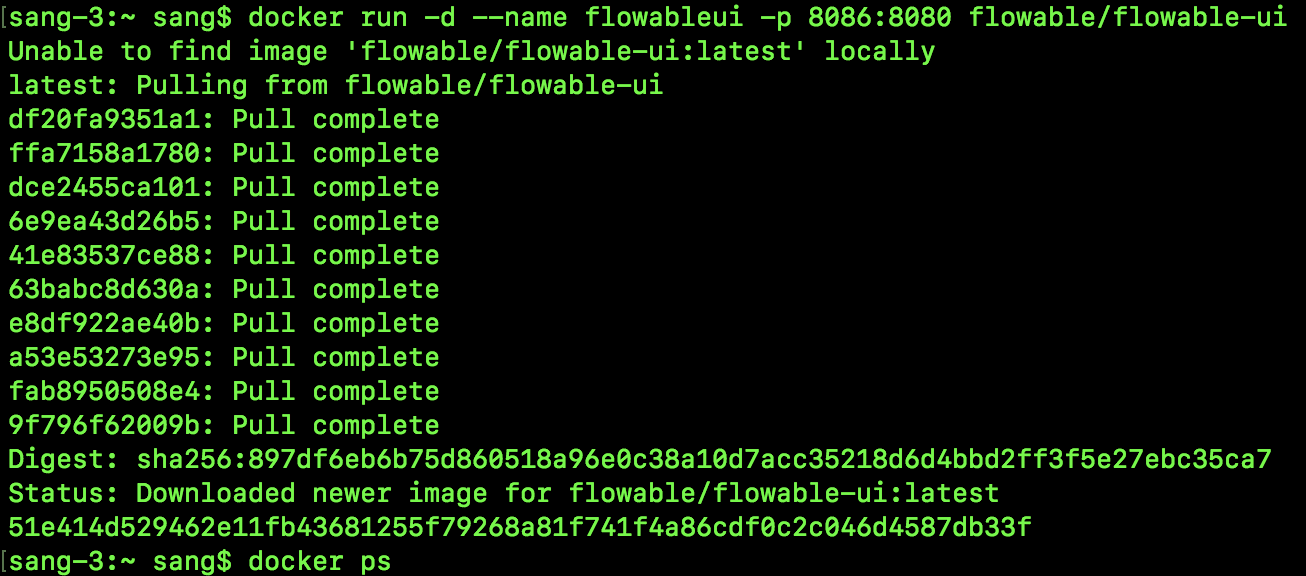 [sang-3:~ sang$ docker run -d --name flowableui -p 8086:8080 flowable/flowable-ui
Unable to find image 'flowable/flowable-ui:latest' locally
latest: Pulling from flowable/flowable-ui
df20fa9351a1: Pull complete
ffa7158a1780: Pull complete
dce2455ca101: Pull complete
6e9ea43d26b5: Pull complete
41e83537ce88: Pull complete
63babc8d630a: Pull complete
e8df922ae40b: Pull complete
a53e53273e95: Pull complete
fab8950508e4: Pull complete
9f796f62009b: Pull complete
Digest: sha256:897df6eb6b75d860518a96e0c38a10d7acc35218d6d4bbd2ff3f5e27ebc35ca7
Status: Downloaded newer image for flowable/flowable-ui:latest
51e414d529462e11fb43681255f79268a81f741f4a86cdf0c2c046d4587db33f
[sang-3:~ sang$ docker ps